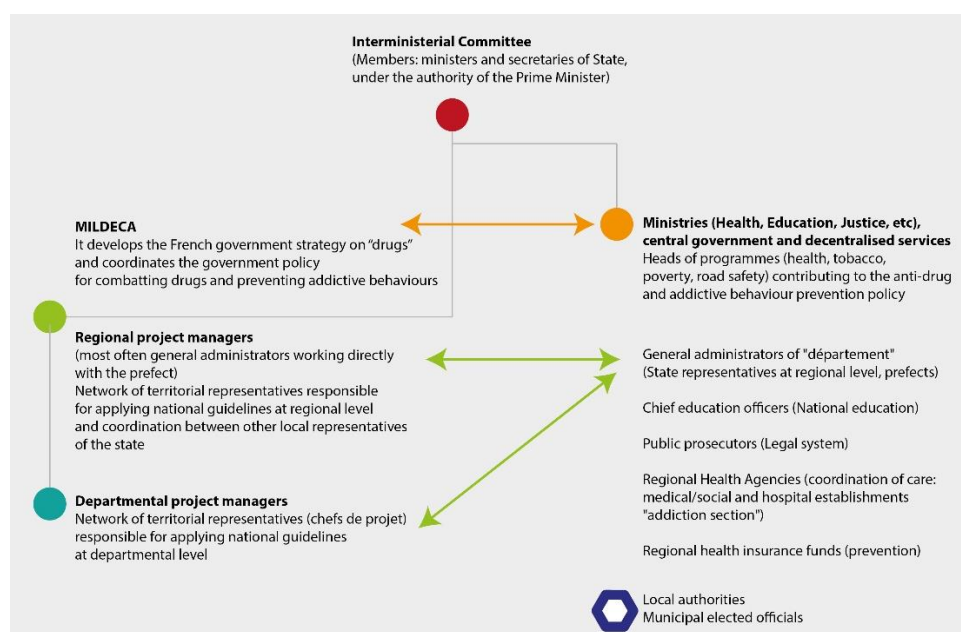 Interministerial Committee
(Members: ministers and secretaries of State,
under the authority of the Prime Minister)
MILDECA
It develops the French government strategy on “drugs”
and coordinates the government policy
for combatting drugs and preventing addictive behaviours
Ministries (Health, Education, Justice, etc),
central government and decentralised services
Heads of programmes (health, tobacco,
poverty, road safety) contributing to the anti-drug
and addictive behaviour prevention policy
Regional project managers
(most often general administrators working directly
with the prefect)
Network of territorial representatives responsible
for applying national guidelines at regional level
and coordination between other local representatives
of the state
General administrators of "département"
(State representatives at regional level, prefects)
Chief education officers (National education)
Public prosecutors (Legal system)
Regional Health Agencies (coordination of care:
medical/social and hospital establishments
"addiction section")
Regional health insurance funds (prevention)
Departmental project managers
Network of territorial representatives (chefs de projet)
responsible for applying national guidelines
at departmental level
Local authorities
Municipal elected officials